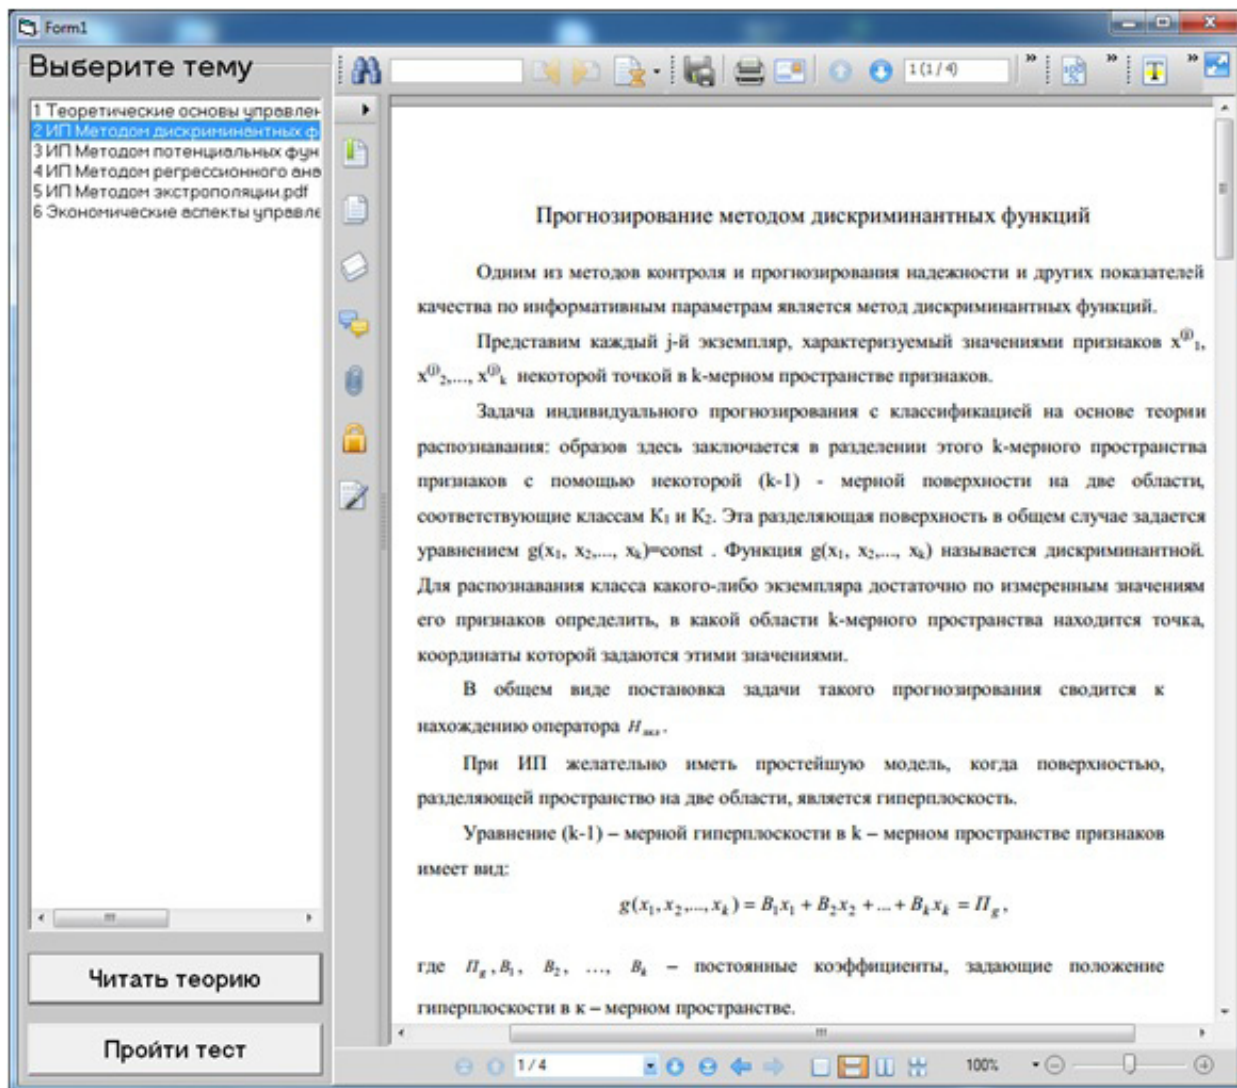 Form1
Выберите тему
1 Теоретические основы управлен
2 ИП Методом дискриминантных ф
3 ИП Методом потенциальных фун
4 ИП Методом регрессионного ана
5 ИП Методом экстрополяции.pdf
6 Экономические аспекты управле
Читать теорию
Пройти тест
1 (1 / 4)
Прогнозирование методом дискриминантных функций
Одним из методов контроля и прогнозирования надежности и других показателей
качества по информативным параметрам является метод дискриминантных функций.
Представим каждый j-й экземпляр, характеризуемый значениями признаков x⁽ʲ⁾₁,
x⁽ʲ⁾₂,..., x⁽ʲ⁾ₖ некоторой точкой в k-мерном пространстве признаков.
Задача индивидуального прогнозирования с классификацией на основе теории
распознавания: образов здесь заключается в разделении этого k-мерного пространства
признаков с помощью некоторой (k-1) - мерной поверхности на две области,
соответствующие классам K₁ и K₂. Эта разделяющая поверхность в общем случае задается
уравнением g(x₁, x₂,..., xₖ)=const . Функция g(x₁, x₂,..., xₖ) называется дискриминантной.
Для распознавания класса какого-либо экземпляра достаточно по измеренным значениям
его признаков определить, в какой области k-мерного пространства находится точка,
координаты которой задаются этими значениями.
В общем виде постановка задачи такого прогнозирования сводится к
нахождению оператора H.
При ИП желательно иметь простейшую модель, когда поверхностью,
разделяющей пространство на две области, является гиперплоскость.
Уравнение (k-1) – мерной гиперплоскости в k – мерном пространстве признаков
имеет вид:
g(x₁, x₂,..., xₖ) = B₁x₁ + B₂x₂ + ... + Bₖxₖ = П_g,
где П_g, B₁, B₂, ..., Bₖ – постоянные коэффициенты, задающие положение
гиперплоскости в к – мерном пространстве.
1/4
100%